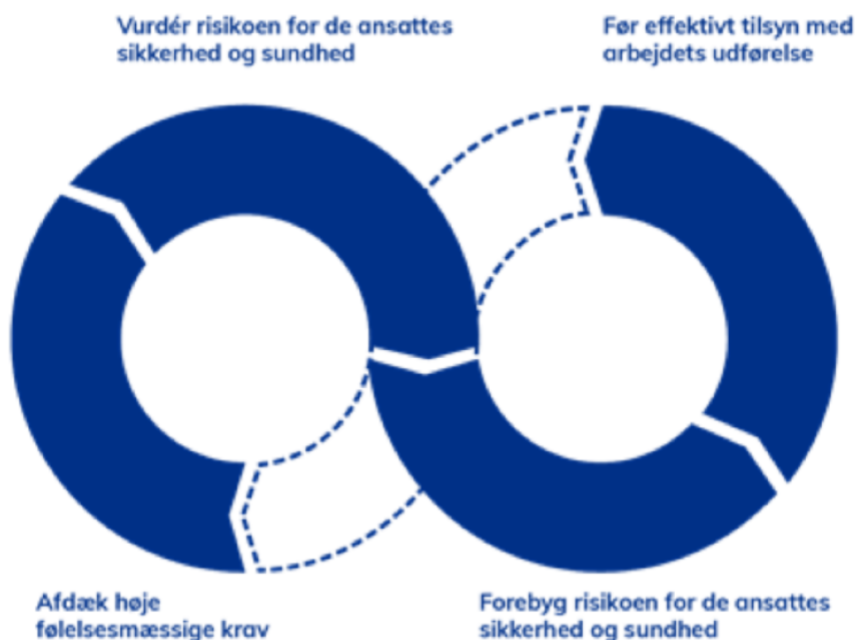 Vurdér risikoen for de ansattes
sikkerhed og sundhed
Før effektivt tilsyn med
arbejdets udførelse
Afdæk høje
følelsesmæssige krav
Forebyg risikoen for de ansattes
sikkerhed og sundhed